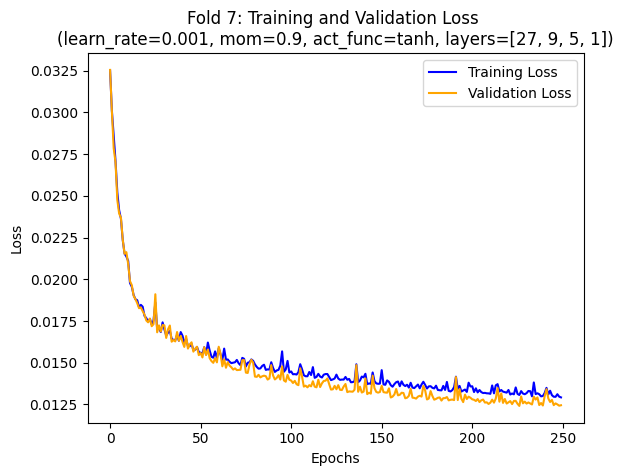 Fold 7: Training and Validation Loss
(learn_rate=0.001, mom=0.9, act_func=tanh, layers=[27, 9, 5, 1])
Training Loss
Validation Loss
Loss
0.0325
0.0300
0.0275
0.0250
0.0225
0.0200
0.0175
0.0150
0.0125
0
50
100
150
200
250
Epochs